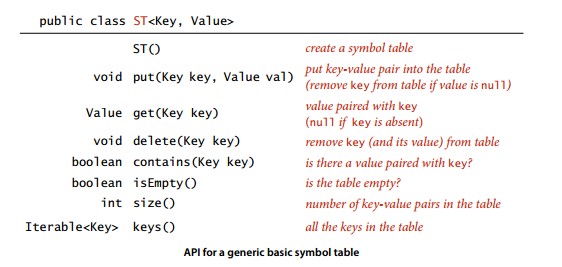 public class ST<Key, Value>
ST() create a symbol table
void put(Key key, Value val) put key-value pair into the table
(remove key from table if value is null)
Value get(Key key) value paired with key
(null if key is absent)
void delete(Key key) remove key (and its value) from table
boolean contains(Key key) is there a value paired with key?
boolean isEmpty() is the table empty?
int size() number of key-value pairs in the table
Iterable<Key> keys() all the keys in the table
API for a generic basic symbol table